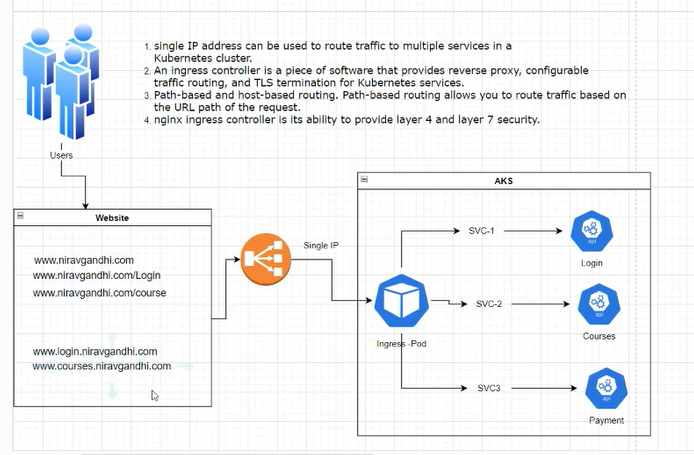 1. single IP address can be used to route traffic to multiple services in a
Kubernetes cluster.
2. An ingress controller is a piece of software that provides reverse proxy, configurable
traffic routing, and TLS termination for Kubernetes services.
3. Path-based and host-based routing. Path-based routing allows you to route traffic based on
the URL path of the request.
4. nginx ingress controller is its ability to provide layer 4 and layer 7 security.
Users
Website
www.niravgandhi.com
www.niravgandhi.com/Login
www.niravgandhi.com/course
www.login.niravgandhi.com
www.courses.niravgandhi.com
Single IP
AKS
Ingress -Pod
SVC-1
Login
SVC-2
Courses
SVC3
Payment